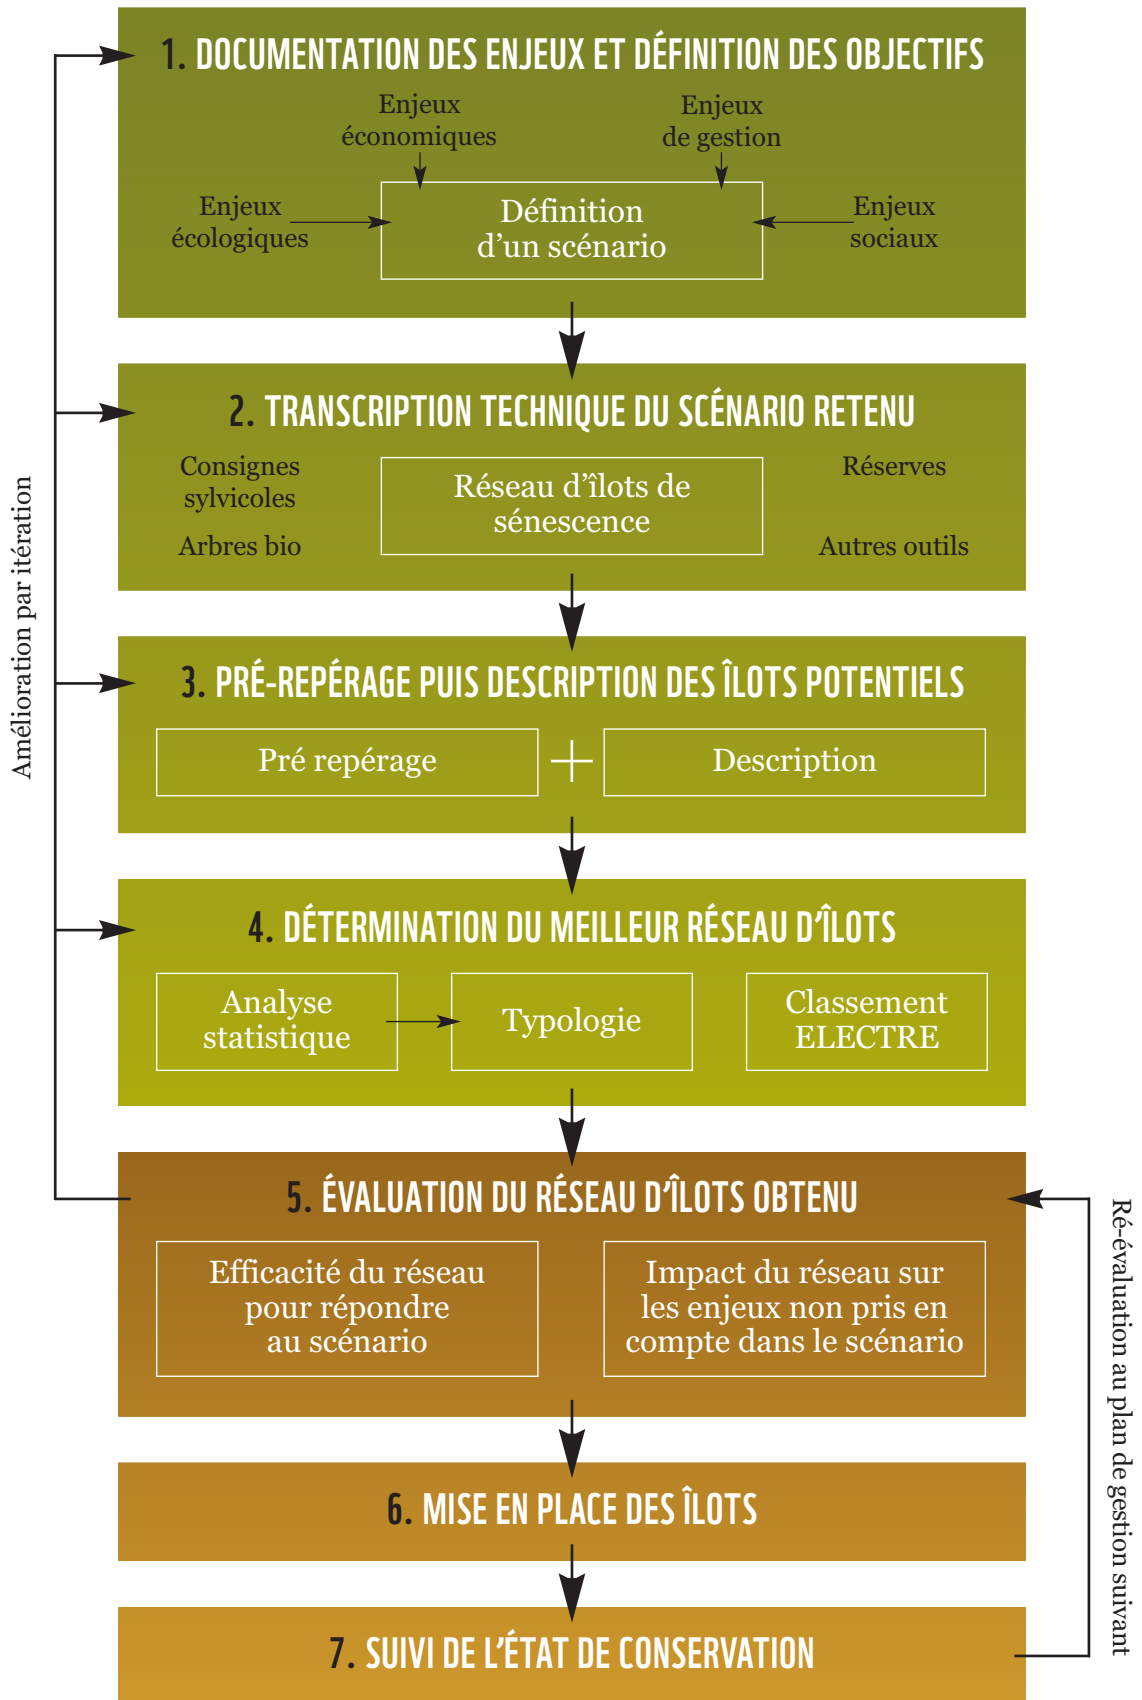 1. DOCUMENTATION DES ENJEUX ET DÉFINITION DES OBJECTIFS
Enjeux
économiques
Enjeux
de gestion
Enjeux
écologiques
Définition
d'un scénario
Enjeux
sociaux
2. TRANSCRIPTION TECHNIQUE DU SCÉNARIO RETENU
Consignes
sylvicoles
Arbres bio
Réseau d'îlots de
sénescence
Réserves
Autres outils
3. PRÉ-REPÉRAGE PUIS DESCRIPTION DES ÎLOTS POTENTIELS
Pré repérage
+
Description
4. DÉTERMINATION DU MEILLEUR RÉSEAU D'ÎLOTS
Analyse
statistique
Typologie
Classement
ELECTRE
5. ÉVALUATION DU RÉSEAU D'ÎLOTS OBTENU
Efficacité du réseau
pour répondre
au scénario
Impact du réseau sur
les enjeux non pris en
compte dans le scénario
6. MISE EN PLACE DES ÎLOTS
7. SUIVI DE L'ÉTAT DE CONSERVATION
Amélioration par itération
Ré-évaluation au plan de gestion suivant